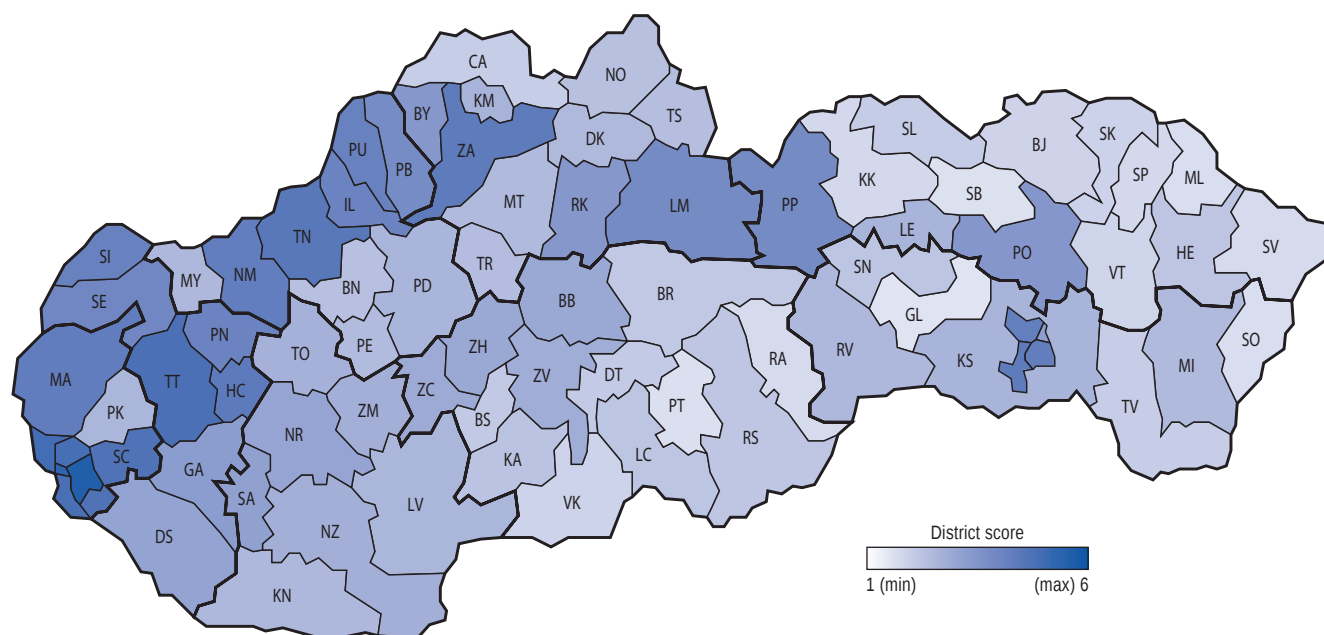 CA
NO
KM
BY
TS
DK
ZA
PU
PB
SL
BJ
SK
SP
ML
KK
SB
IL
MT
RK
LM
PP
LE
TN
PO
SV
SI
HE
VT
MY
NM
BN
PD
TR
SN
SE
BB
BR
GL
PN
TO
PE
ZH
RV
KS
SO
MA
TT
HC
ZC
ZV
DT
RA
MI
PK
ZM
BS
PT
TV
NR
RS
SC
GA
KA
LC
SA
LV
VK
NZ
DS
KN
District score
1 (min)
(max) 6